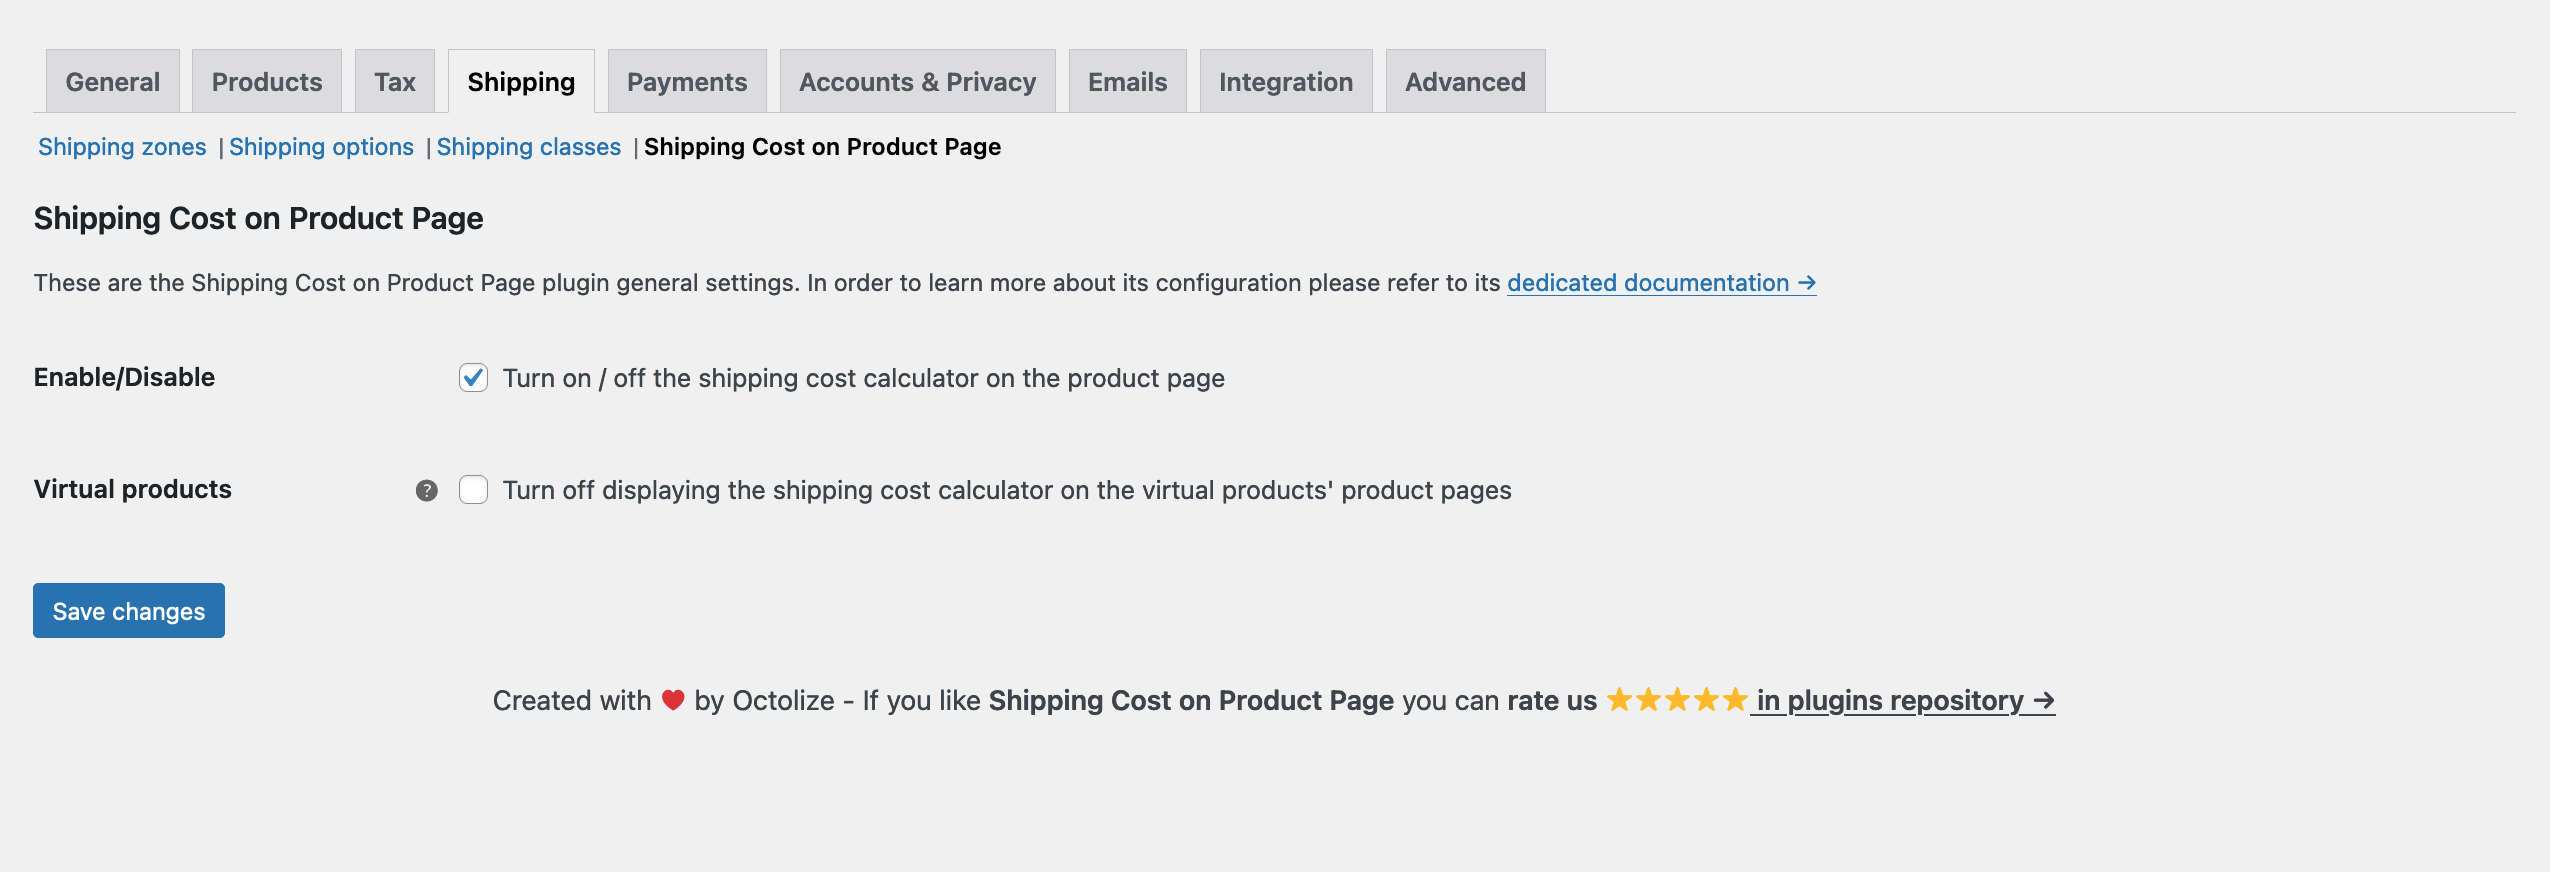 General Products Tax Shipping Payments Accounts & Privacy Emails Integration Advanced
Shipping zones | Shipping options | Shipping classes | Shipping Cost on Product Page
Shipping Cost on Product Page
These are the Shipping Cost on Product Page plugin general settings. In order to learn more about its configuration please refer to its dedicated documentation →
Enable/Disable Turn on / off the shipping cost calculator on the product page
Virtual products ? Turn off displaying the shipping cost calculator on the virtual products' product pages
Save changes
Created with ❤ by Octolize - If you like Shipping Cost on Product Page you can rate us ★★★★★ in plugins repository →